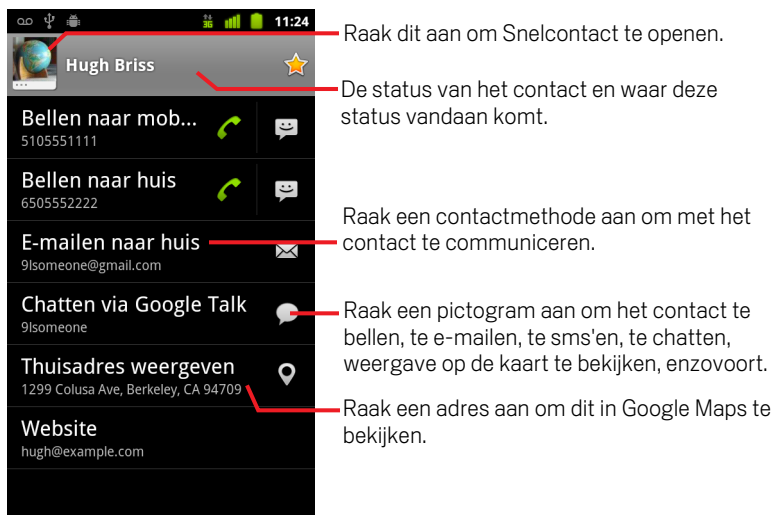 3G 11:24
Hugh Briss
Bellen naar mob...
5105551111
Bellen naar huis
6505552222
E-mailen naar huis
9lsomeone@gmail.com
Chatten via Google Talk
9lsomeone
Thuisadres weergeven
1299 Colusa Ave, Berkeley, CA 94709
Website
hugh@example.com
Raak dit aan om Snelcontact te openen.
De status van het contact en waar deze
status vandaan komt.
Raak een contactmethode aan om met het
contact te communiceren.
Raak een pictogram aan om het contact te
bellen, te e-mailen, te sms'en, te chatten,
weergave op de kaart te bekijken, enzovoort.
Raak een adres aan om dit in Google Maps te
bekijken.